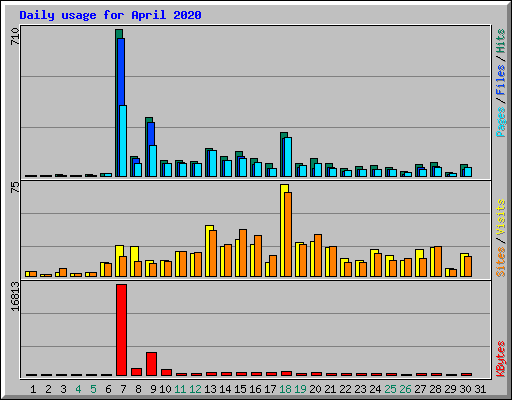 Daily usage for April 2020
710
Pages / Files / Hits
75
Sites / Visits
16813
KBytes
1 2 3 4 5 6 7 8 9 10 11 12 13 14 15 16 17 18 19 20 21 22 23 24 25 26 27 28 29 30 31